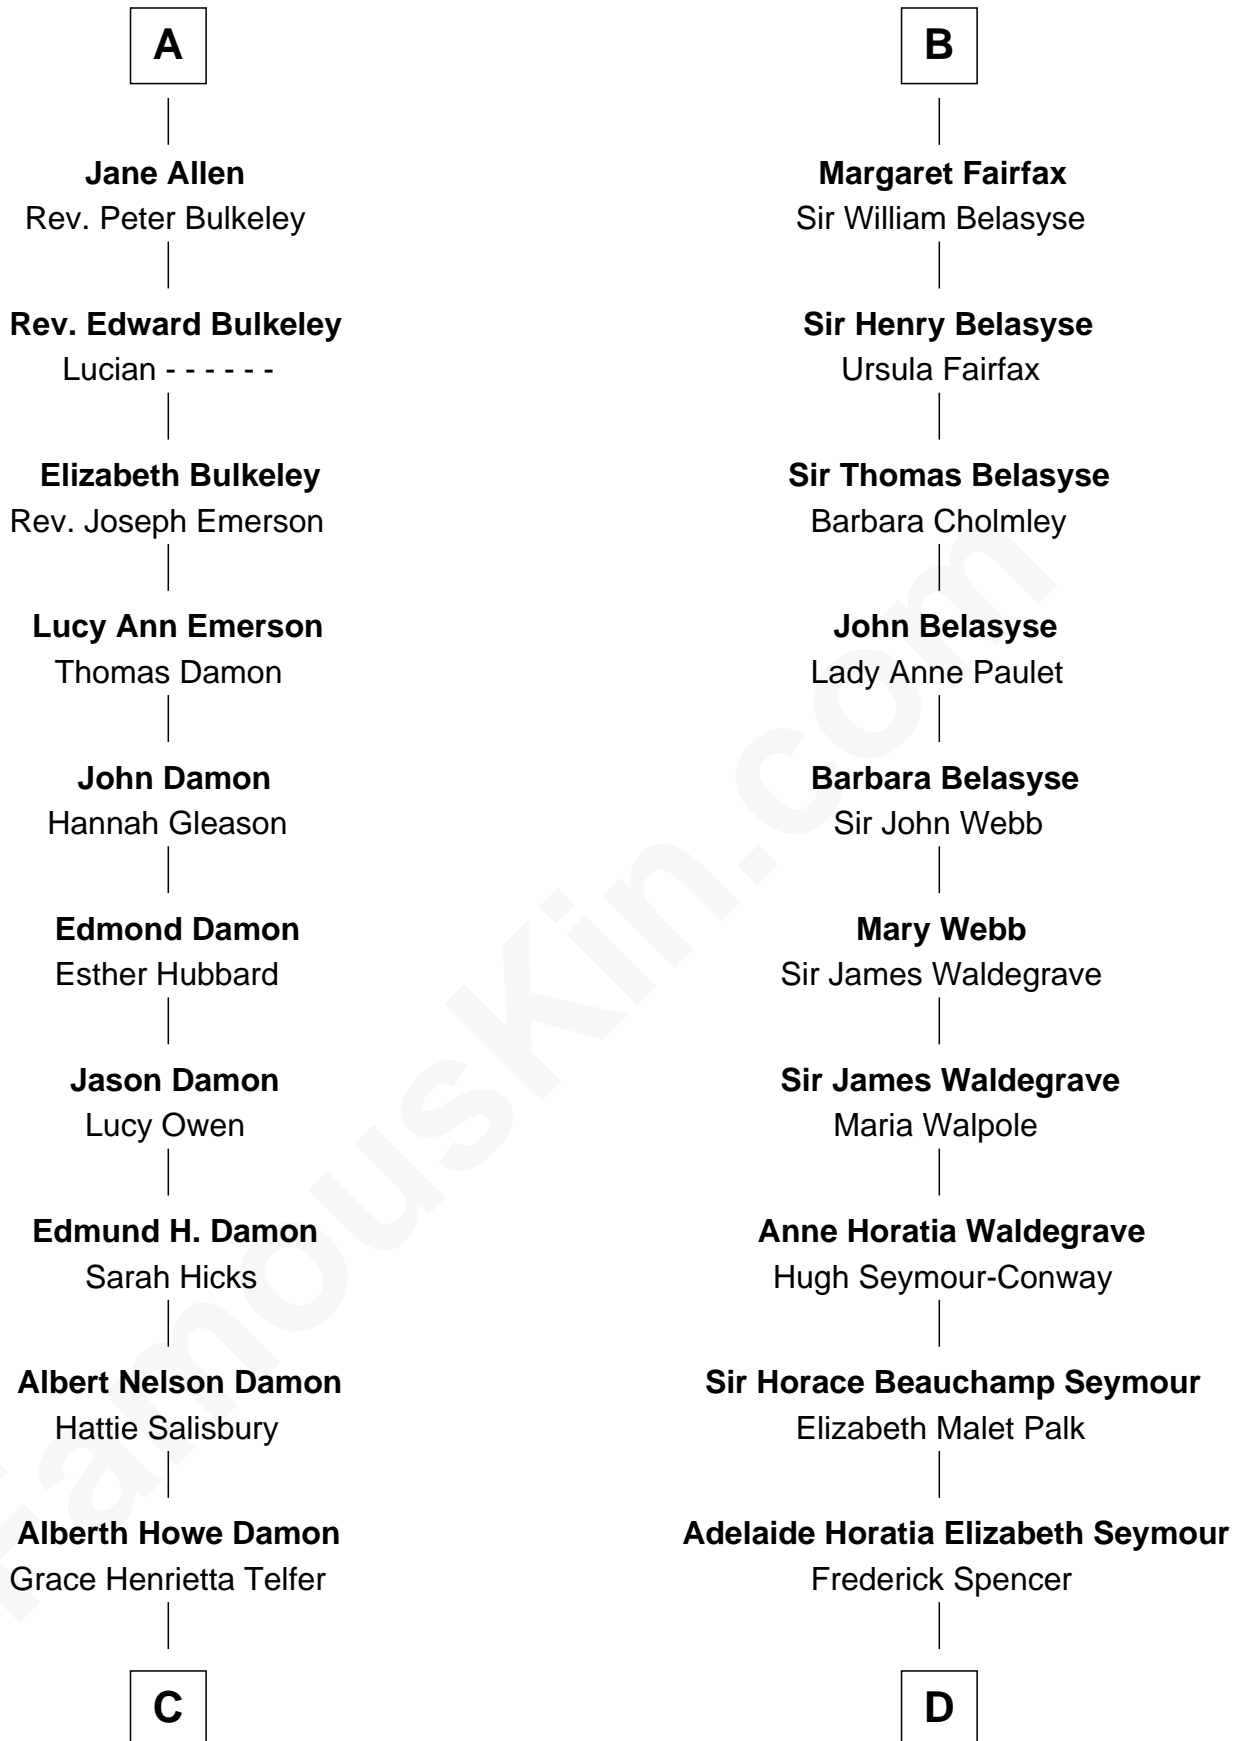 A
Jane Allen
Rev. Peter Bulkeley
Rev. Edward Bulkeley
Lucian - - - - - -
Elizabeth Bulkeley
Rev. Joseph Emerson
Lucy Ann Emerson
Thomas Damon
John Damon
Hannah Gleason
Edmond Damon
Esther Hubbard
Jason Damon
Lucy Owen
Edmund H. Damon
Sarah Hicks
Albert Nelson Damon
Hattie Salisbury
Alberth Howe Damon
Grace Henrietta Telfer
C
B
Margaret Fairfax
Sir William Belasyse
Sir Henry Belasyse
Ursula Fairfax
Sir Thomas Belasyse
Barbara Cholmley
John Belasyse
Lady Anne Paulet
Barbara Belasyse
Sir John Webb
Mary Webb
Sir James Waldegrave
Sir James Waldegrave
Maria Walpole
Anne Horatia Waldegrave
Hugh Seymour-Conway
Sir Horace Beauchamp Seymour
Elizabeth Malet Palk
Adelaide Horatia Elizabeth Seymour
Frederick Spencer
D
FamousKin.com